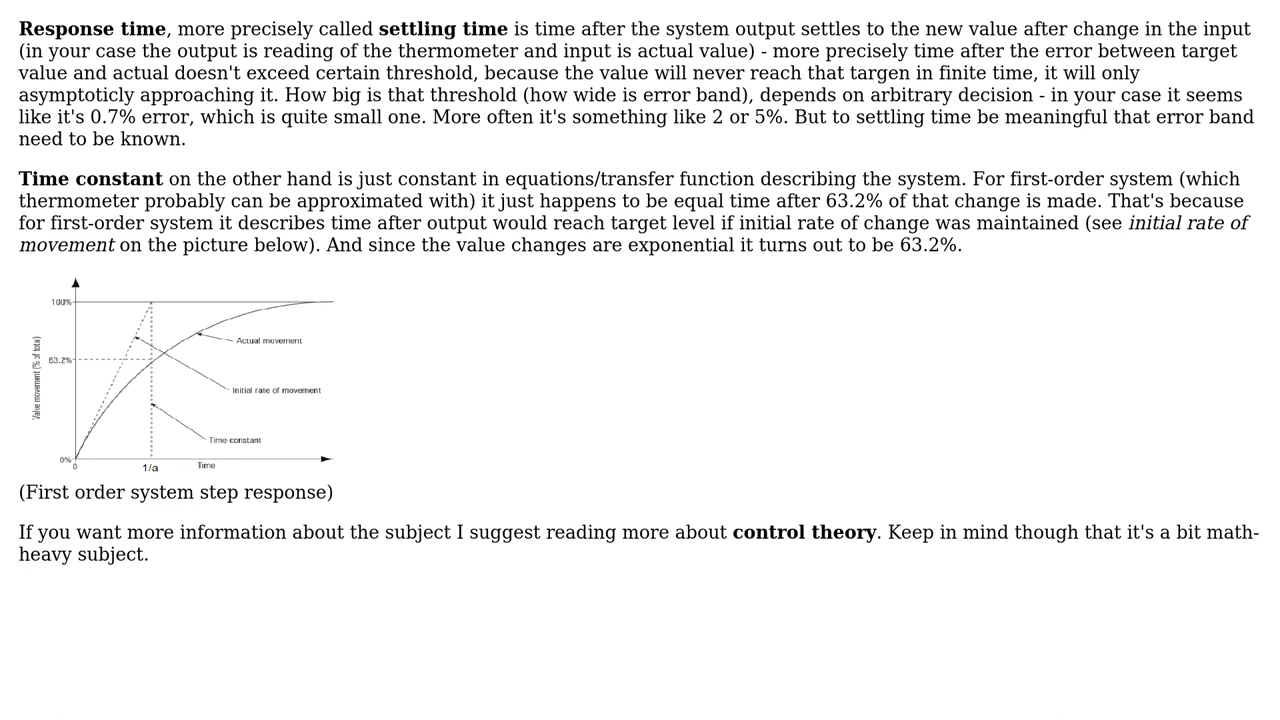 Response time, more precisely called settling time is time after the system output settles to the new value after change in the input
(in your case the output is reading of the thermometer and input is actual value) - more precisely time after the error between target
value and actual doesn't exceed certain threshold, because the value will never reach that targen in finite time, it will only
asymptoticly approaching it. How big is that threshold (how wide is error band), depends on arbitrary decision - in your case it seems
like it's 0.7% error, which is quite small one. More often it's something like 2 or 5%. But to settling time be meaningful that error band
need to be known.
Time constant on the other hand is just constant in equations/transfer function describing the system. For first-order system (which
thermometer probably can be approximated with) it just happens to be equal time after 63.2% of that change is made. That's because
for first-order system it describes time after output would reach target level if initial rate of change was maintained (see initial rate of
movement on the picture below). And since the value changes are exponential it turns out to be 63.2%.
100%
Actual movement
63.2%
Valve movement (% of total)
Initial rate of movement
Time constant
0%
0
1/a
Time
(First order system step response)
If you want more information about the subject I suggest reading more about control theory. Keep in mind though that it's a bit math-
heavy subject.